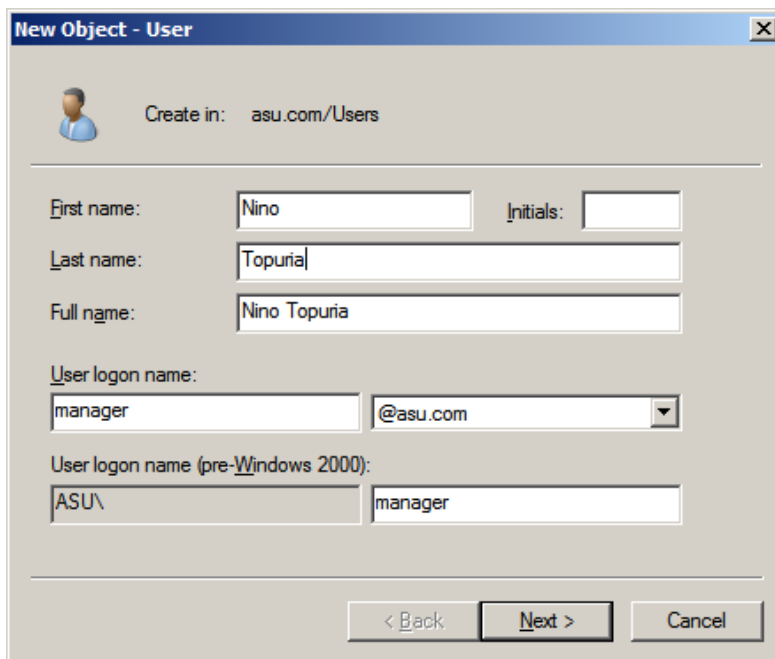 New Object - User
Create in: asu.com/Users
First name: Nino Initials:
Last name: Topuria
Full name: Nino Topuria
User logon name:
manager @asu.com
User logon name (pre-Windows 2000):
ASU\ manager
< Back Next > Cancel